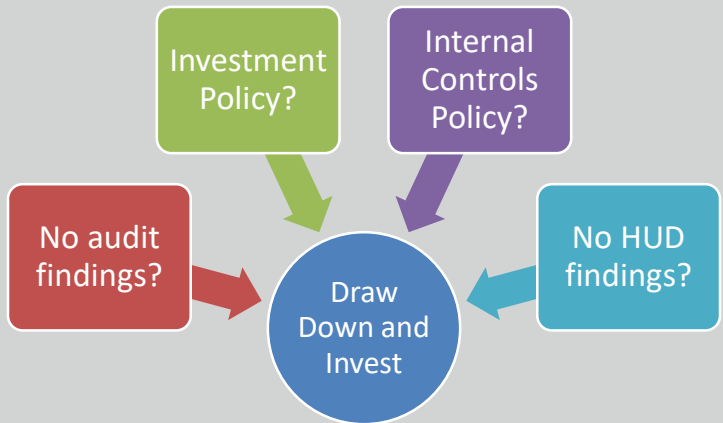 Investment
Policy?
Internal
Controls
Policy?
No audit
findings?
No HUD
findings?
Draw
Down and
Invest